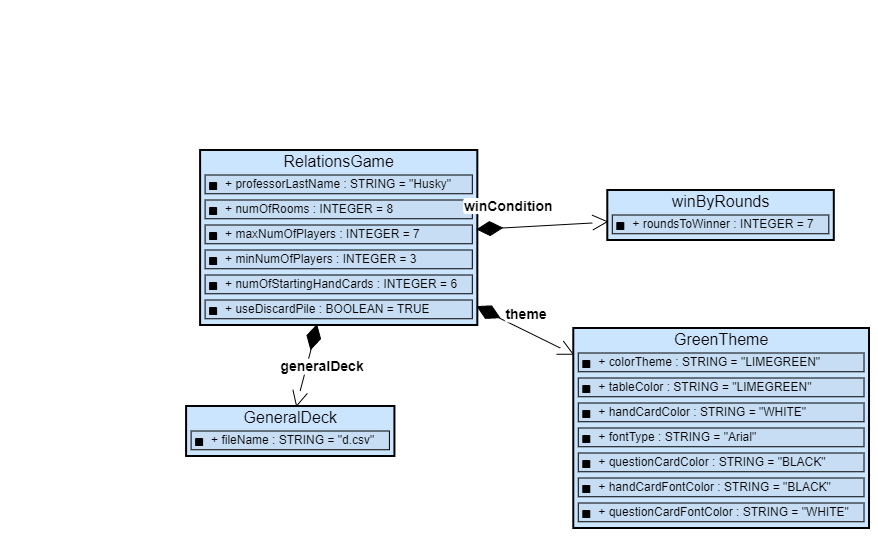 RelationsGame
+ professorLastName : STRING = "Husky"
+ numOfRooms : INTEGER = 8
+ maxNumOfPlayers : INTEGER = 7
+ minNumOfPlayers : INTEGER = 3
+ numOfStartingHandCards : INTEGER = 6
+ useDiscardPile : BOOLEAN = TRUE
winCondition
winByRounds
+ roundsToWinner : INTEGER = 7
theme
GreenTheme
+ colorTheme : STRING = "LIMEGREEN"
+ tableColor : STRING = "LIMEGREEN"
+ handCardColor : STRING = "WHITE"
+ fontType : STRING = "Arial"
+ questionCardColor : STRING = "BLACK"
+ handCardFontColor : STRING = "BLACK"
+ questionCardFontColor : STRING = "WHITE"
generalDeck
GeneralDeck
+ fileName : STRING = "d.csv"